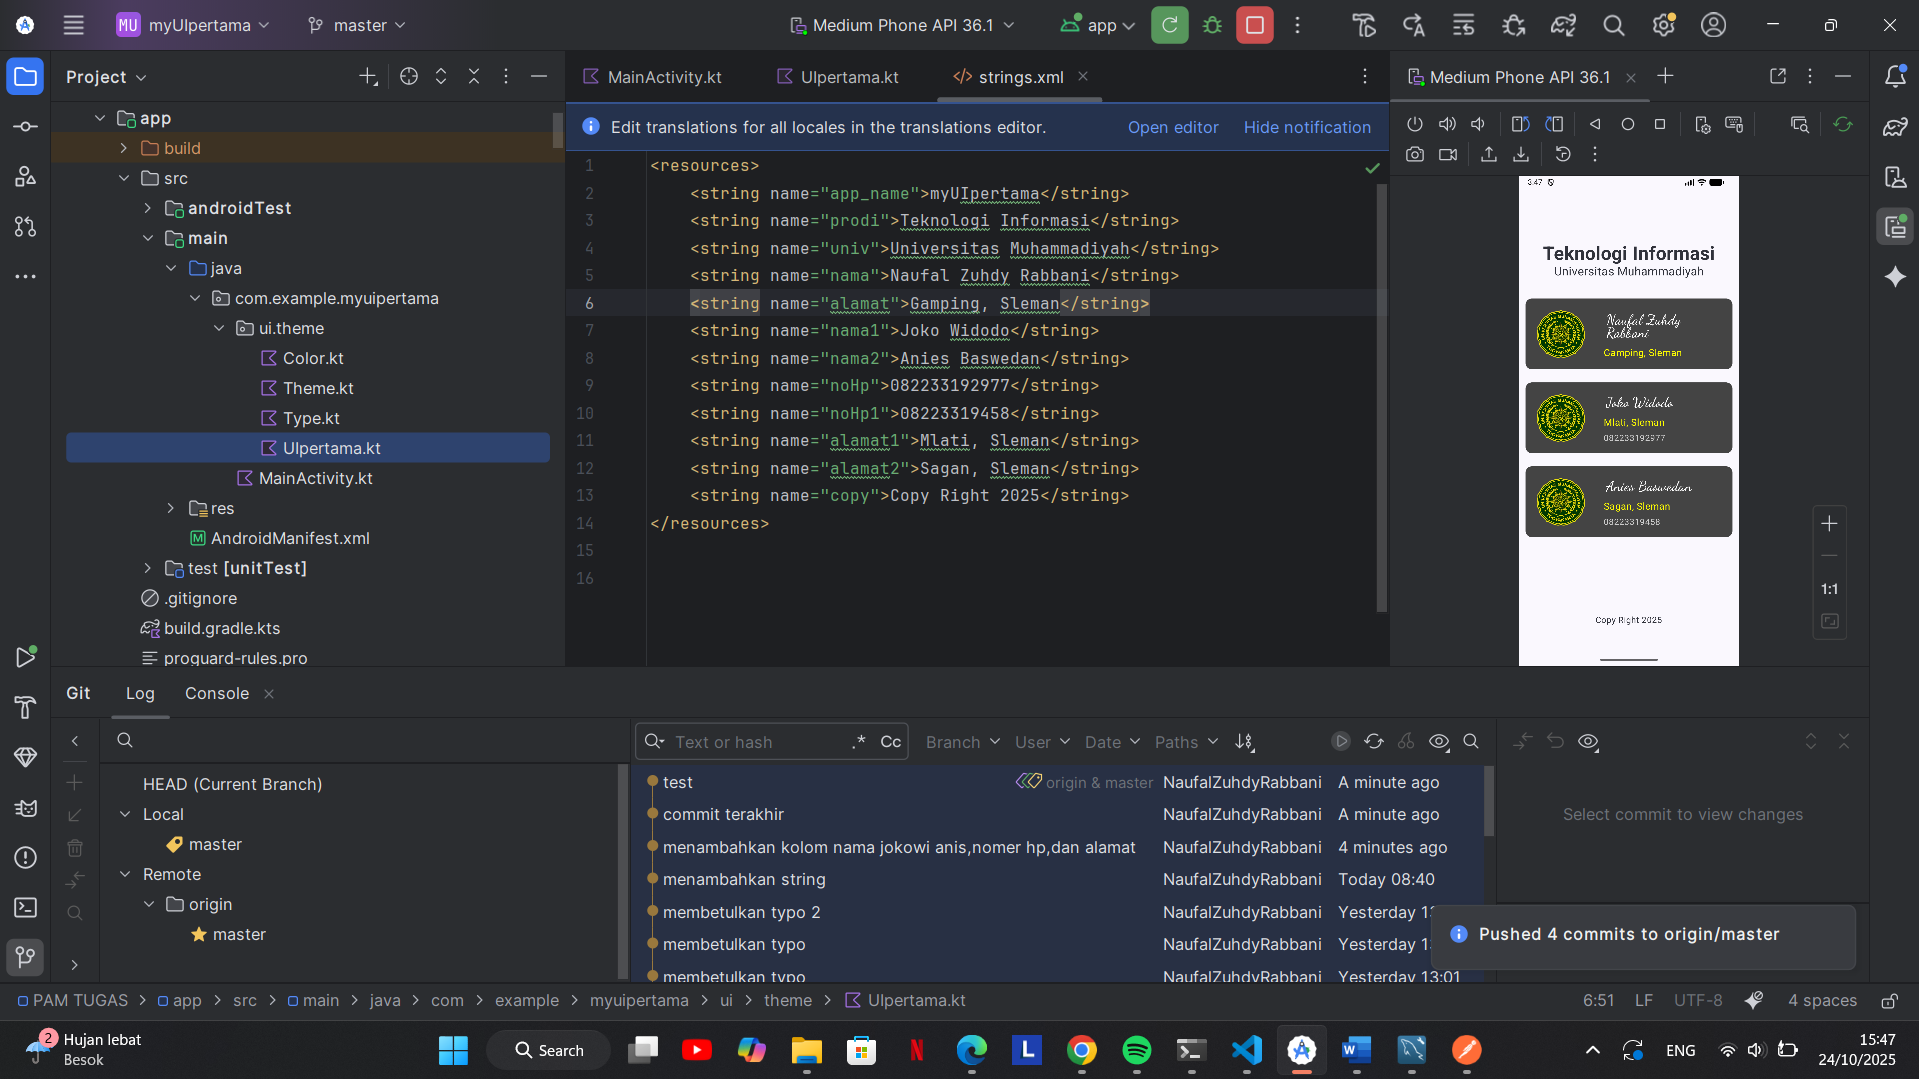 MU myUIpertama master Medium Phone API 36.1 app
Project
app
build
src
androidTest
main
java
com.example.myuipertama
ui.theme
Color.kt
Theme.kt
Type.kt
UIpertama.kt
MainActivity.kt
res
AndroidManifest.xml
test [unitTest]
.gitignore
build.gradle.kts
proguard-rules.pro
MainActivity.kt UIpertama.kt strings.xml
Edit translations for all locales in the translations editor. Open editor Hide notification
1 <resources>
2 <string name="app_name">myUIpertama</string>
3 <string name="prodi">Teknologi Informasi</string>
4 <string name="univ">Universitas Muhammadiyah</string>
5 <string name="nama">Naufal Zuhdy Rabbani</string>
6 <string name="alamat">Gamping, Sleman</string>
7 <string name="nama1">Joko Widodo</string>
8 <string name="nama2">Anies Baswedan</string>
9 <string name="noHp">082233192977</string>
10 <string name="noHp1">08223319458</string>
11 <string name="alamat1">Mlati, Sleman</string>
12 <string name="alamat2">Sagan, Sleman</string>
13 <string name="copy">Copy Right 2025</string>
14 </resources>
15
16
Medium Phone API 36.1
3:47
Teknologi Informasi
Universitas Muhammadiyah
Naufal Zuhdy
Rabbani
Gamping, Sleman
Joko Widodo
Mlati, Sleman
082233192977
Anies Baswedan
Sagan, Sleman
08223319458
Copy Right 2025
1:1
Git Log Console
HEAD (Current Branch)
Local
master
Remote
origin
master
Text or hash .* Cc Branch User Date Paths
test origin & master NaufalZuhdyRabbani A minute ago
commit terakhir NaufalZuhdyRabbani A minute ago
menambahkan kolom nama jokowi anis,nomer hp,dan alamat NaufalZuhdyRabbani 4 minutes ago
menambahkan string NaufalZuhdyRabbani Today 08:40
membetulkan typo 2 NaufalZuhdyRabbani Yesterday
membetulkan typo NaufalZuhdyRabbani Yesterday
membetulkan typo NaufalZuhdyRabbani Yesterday 13:01
Select commit to view changes
Pushed 4 commits to origin/master
PAM TUGAS > app > src > main > java > com > example > myuipertama > ui > theme > UIpertama.kt 6:51 LF UTF-8 4 spaces
2 Hujan lebat
Besok
Search
ENG
15:47
24/10/2025